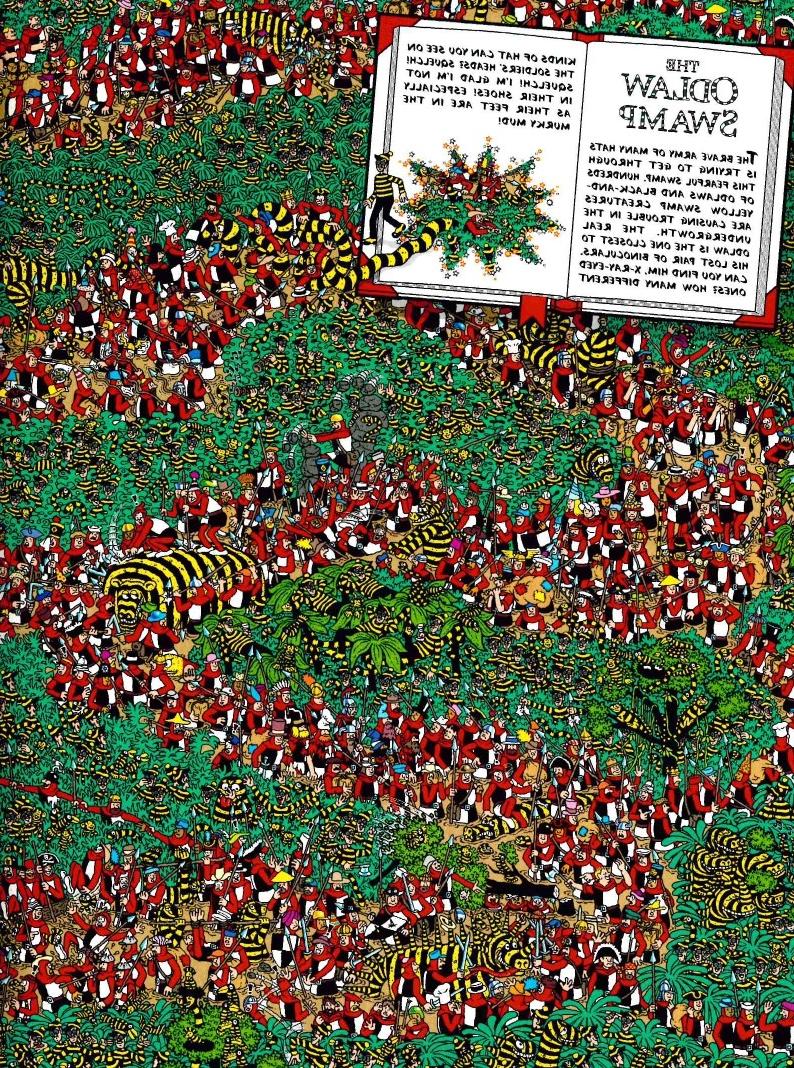 THE
ODLAW
SWAMP
THE BRAVE ARMY OF MANY HATS
IS TRYING TO GET THROUGH
THIS FEARFUL SWAMP. HUNDREDS
OF ODLAWS AND BLACK-AND-
YELLOW SWAMP CREATURES
ARE CAUSING TROUBLE IN THE
UNDERGROWTH. THE REAL
ODLAW IS THE ONE CLOSEST TO
HIS LOST PAIR OF BINOCULARS.
CAN YOU FIND HIM, X-RAY-EYED
ONES? HOW MANY DIFFERENT
KINDS OF HAT CAN YOU SEE ON
THE SOLDIERS' HEADS? SQUELCH!
SQUELCH! I'M GLAD I'M NOT
IN THEIR SHOES! ESPECIALLY
AS THEIR FEET ARE IN THE
MURKY MUD!